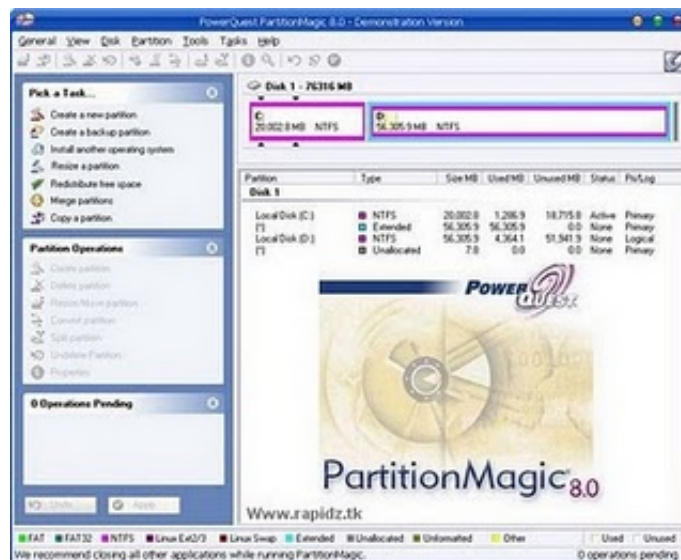 PowerQuest PartitionMagic 8.0 - Demonstration Version
General View Disk Partition Tools Tasks Help
Pick a Task...
Create a new partition
Create a backup partition
Install another operating system
Resize a partition
Redistribute free space
Merge partitions
Copy a partition
Partition Operations
Create partition
Delete partition
Resize/Move partition
Convert partition
Split partition
Undelete Partition
Properties
0 Operations Pending
Undo
Apply
Disk 1 - 76316 MB
C:
20,002.8 MB NTFS
D:
56,305.9 MB NTFS
Partition Type Size MB Used MB Unused MB Status Pri/Log
Disk 1
Local Disk (C:) NTFS 20,002.8 1,286.9 18,715.8 Active Primary
(*) Extended 56,305.9 56,305.9 0.0 None Primary
Local Disk (D:) NTFS 56,305.9 4,364.1 51,941.9 None Logical
(*) Unallocated 7.8 0.0 0.0 None Primary
POWERQUEST
PartitionMagic 8.0
Www.rapidz.tk
FAT FAT32 NTFS Linux Ext2/3 Linux Swap Extended Unallocated Unformatted Other Used Unused
We recommend closing all other applications while running PartitionMagic. 0 operations pending